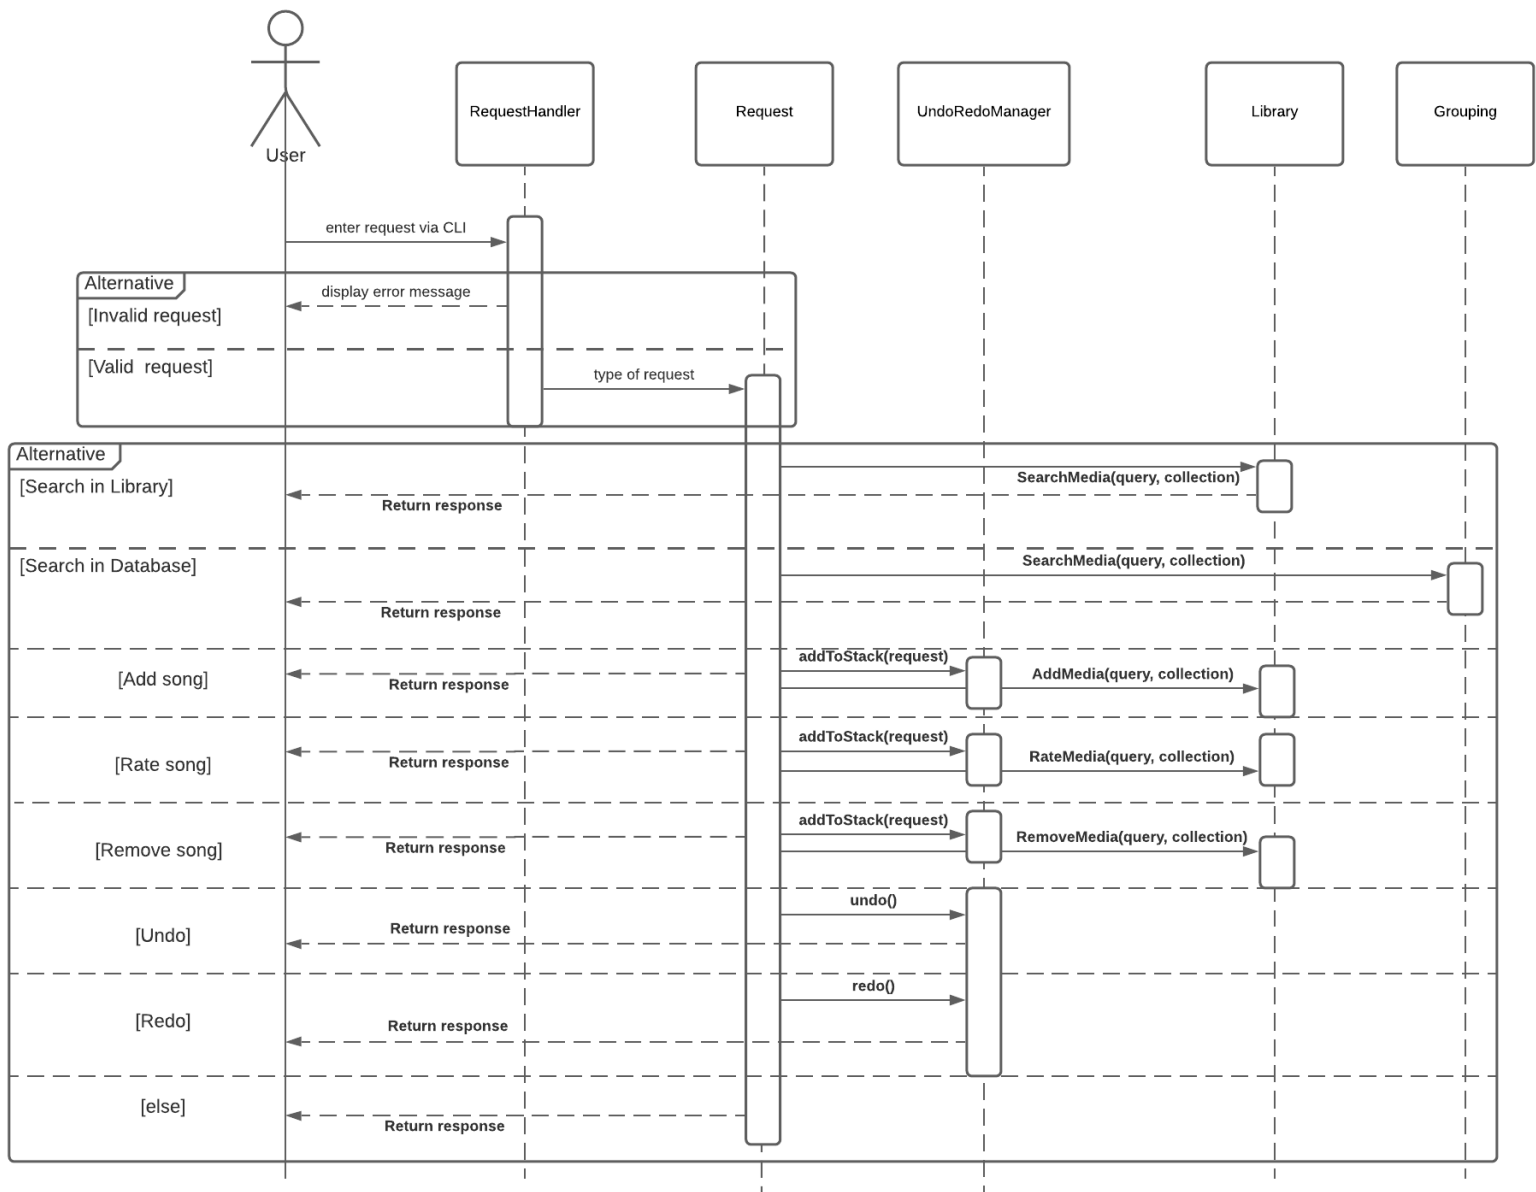 User
RequestHandler
Request
UndoRedoManager
Library
Grouping
enter request via CLI
Alternative
display error message
[Invalid request]
[Valid  request]
type of request
Alternative
[Search in Library]
SearchMedia(query, collection)
Return response
[Search in Database]
SearchMedia(query, collection)
Return response
addToStack(request)
[Add song]
Return response
AddMedia(query, collection)
addToStack(request)
[Rate song]
Return response
RateMedia(query, collection)
addToStack(request)
[Remove song]
Return response
RemoveMedia(query, collection)
undo()
[Undo]
Return response
redo()
[Redo]
Return response
[else]
Return response